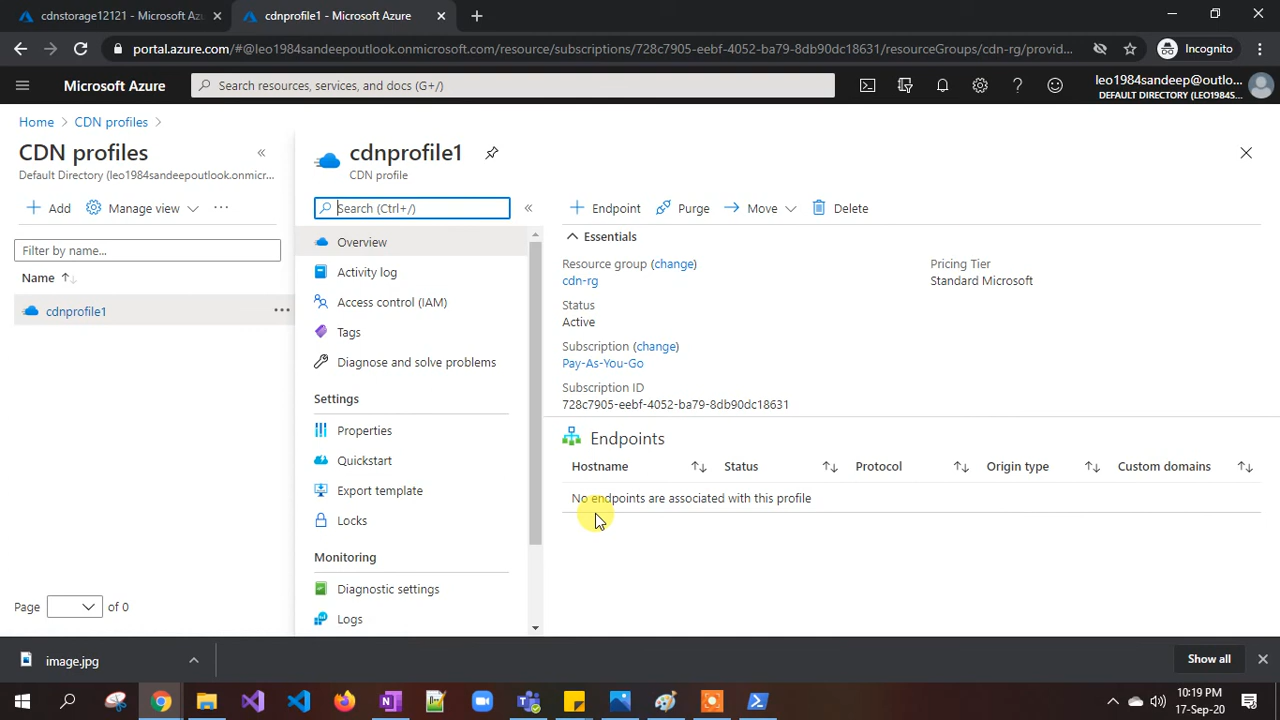 cdnstorage12121 - Microsoft Az
cdnprofile1 - Microsoft Azure
portal.azure.com/#@leo1984sandeepoutlook.onmicrosoft.com/resource/subscriptions/728c7905-eebf-4052-ba79-8db90dc18631/resourceGroups/cdn-rg/provid...
Incognito
Microsoft Azure
Search resources, services, and docs (G+/)
leo1984sandeep@outlo...
DEFAULT DIRECTORY (LEO1984S...
Home > CDN profiles >
CDN profiles
Default Directory (leo1984sandeepoutlook.onmicr...
Add
Manage view
Filter by name...
Name
cdnprofile1
Page
of 0
cdnprofile1
CDN profile
Search (Ctrl+/)
Overview
Activity log
Access control (IAM)
Tags
Diagnose and solve problems
Settings
Properties
Quickstart
Export template
Locks
Monitoring
Diagnostic settings
Logs
Endpoint
Purge
Move
Delete
Essentials
Resource group (change)
cdn-rg
Status
Active
Subscription (change)
Pay-As-You-Go
Subscription ID
728c7905-eebf-4052-ba79-8db90dc18631
Pricing Tier
Standard Microsoft
Endpoints
Hostname
Status
Protocol
Origin type
Custom domains
No endpoints are associated with this profile
image.jpg
Show all
10:19 PM
17-Sep-20